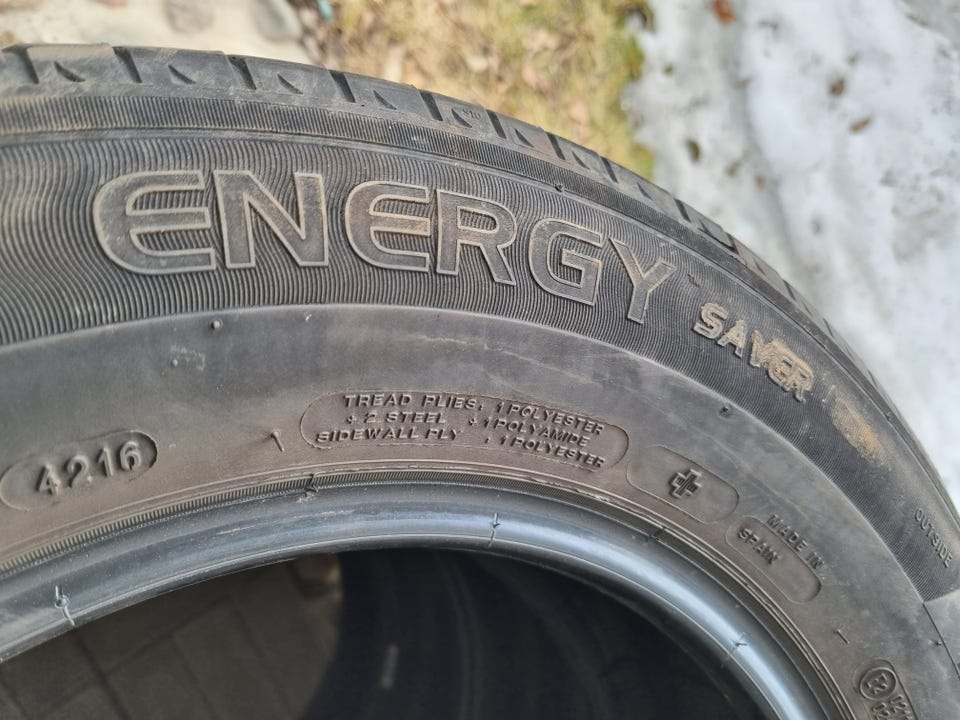 ENERGY SAVER
TREAD PLIES: 1 POLYESTER
+ 2 STEEL + 1 POLYAMIDE
SIDEWALL PLY : 1 POLYESTER
4216
+
MADE IN
SPAIN
OUTSIDE
E2